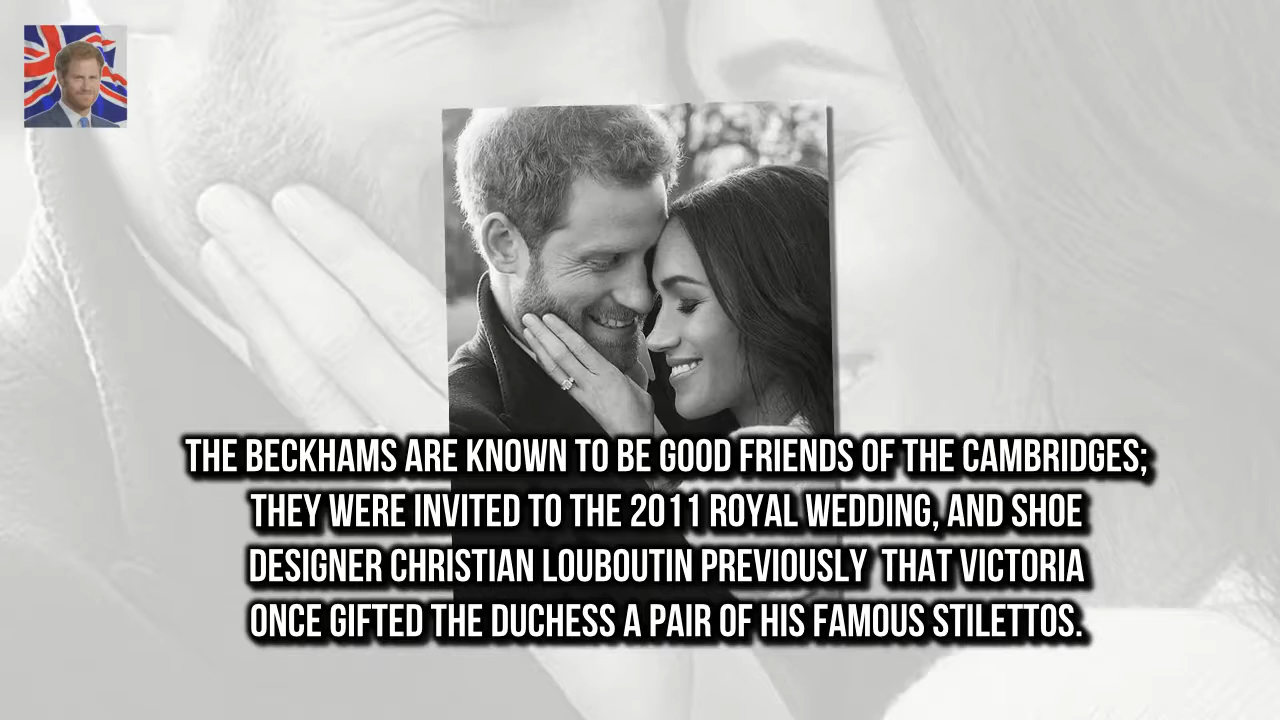 THE BECKHAMS ARE KNOWN TO BE GOOD FRIENDS OF THE CAMBRIDGES;
THEY WERE INVITED TO THE 2011 ROYAL WEDDING, AND SHOE
DESIGNER CHRISTIAN LOUBOUTIN PREVIOUSLY  THAT VICTORIA
ONCE GIFTED THE DUCHESS A PAIR OF HIS FAMOUS STILETTOS.